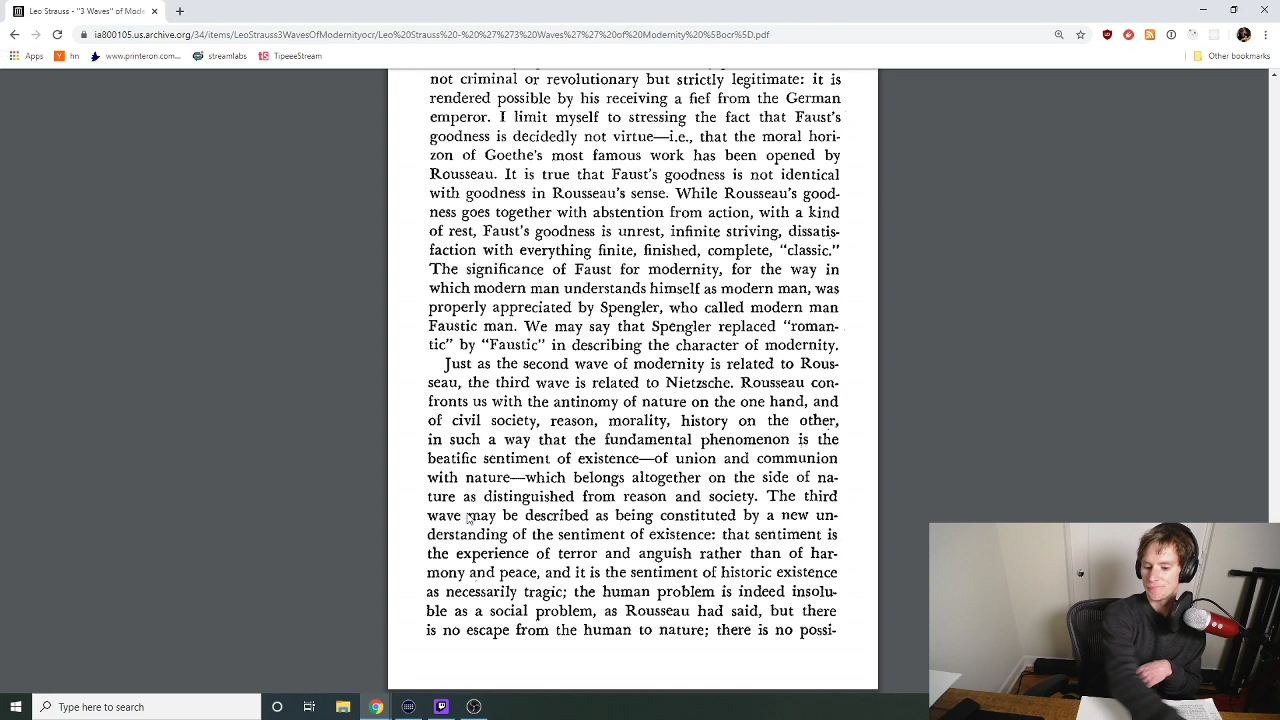 Leo Strauss - "3 Waves" of Mode
ia800105.us.archive.org/34/items/LeoStrauss3WavesOfModernityocr/Leo%20Strauss%20-%20%27%273%20Waves%27%27%20of%20Modernity%20%5Bocr%5D.pdf
Apps hn www.printeron.com... streamlabs TipeeeStream Other bookmarks
not criminal or revolutionary but strictly legitimate: it is
rendered possible by his receiving a fief from the German
emperor. I limit myself to stressing the fact that Faust's
goodness is decidedly not virtue—i.e., that the moral hori-
zon of Goethe's most famous work has been opened by
Rousseau. It is true that Faust's goodness is not identical
with goodness in Rousseau's sense. While Rousseau's good-
ness goes together with abstention from action, with a kind
of rest, Faust's goodness is unrest, infinite striving, dissatis-
faction with everything finite, finished, complete, "classic."
The significance of Faust for modernity, for the way in
which modern man understands himself as modern man, was
properly appreciated by Spengler, who called modern man
Faustic man. We may say that Spengler replaced "roman-
tic" by "Faustic" in describing the character of modernity.
Just as the second wave of modernity is related to Rous-
seau, the third wave is related to Nietzsche. Rousseau con-
fronts us with the antinomy of nature on the one hand, and
of civil society, reason, morality, history on the other,
in such a way that the fundamental phenomenon is the
beatific sentiment of existence—of union and communion
with nature—which belongs altogether on the side of na-
ture as distinguished from reason and society. The third
wave may be described as being constituted by a new un-
derstanding of the sentiment of existence: that sentiment is
the experience of terror and anguish rather than of har-
mony and peace, and it is the sentiment of historic existence
as necessarily tragic; the human problem is indeed insolu-
ble as a social problem, as Rousseau had said, but there
is no escape from the human to nature; there is no possi-
Type here to search